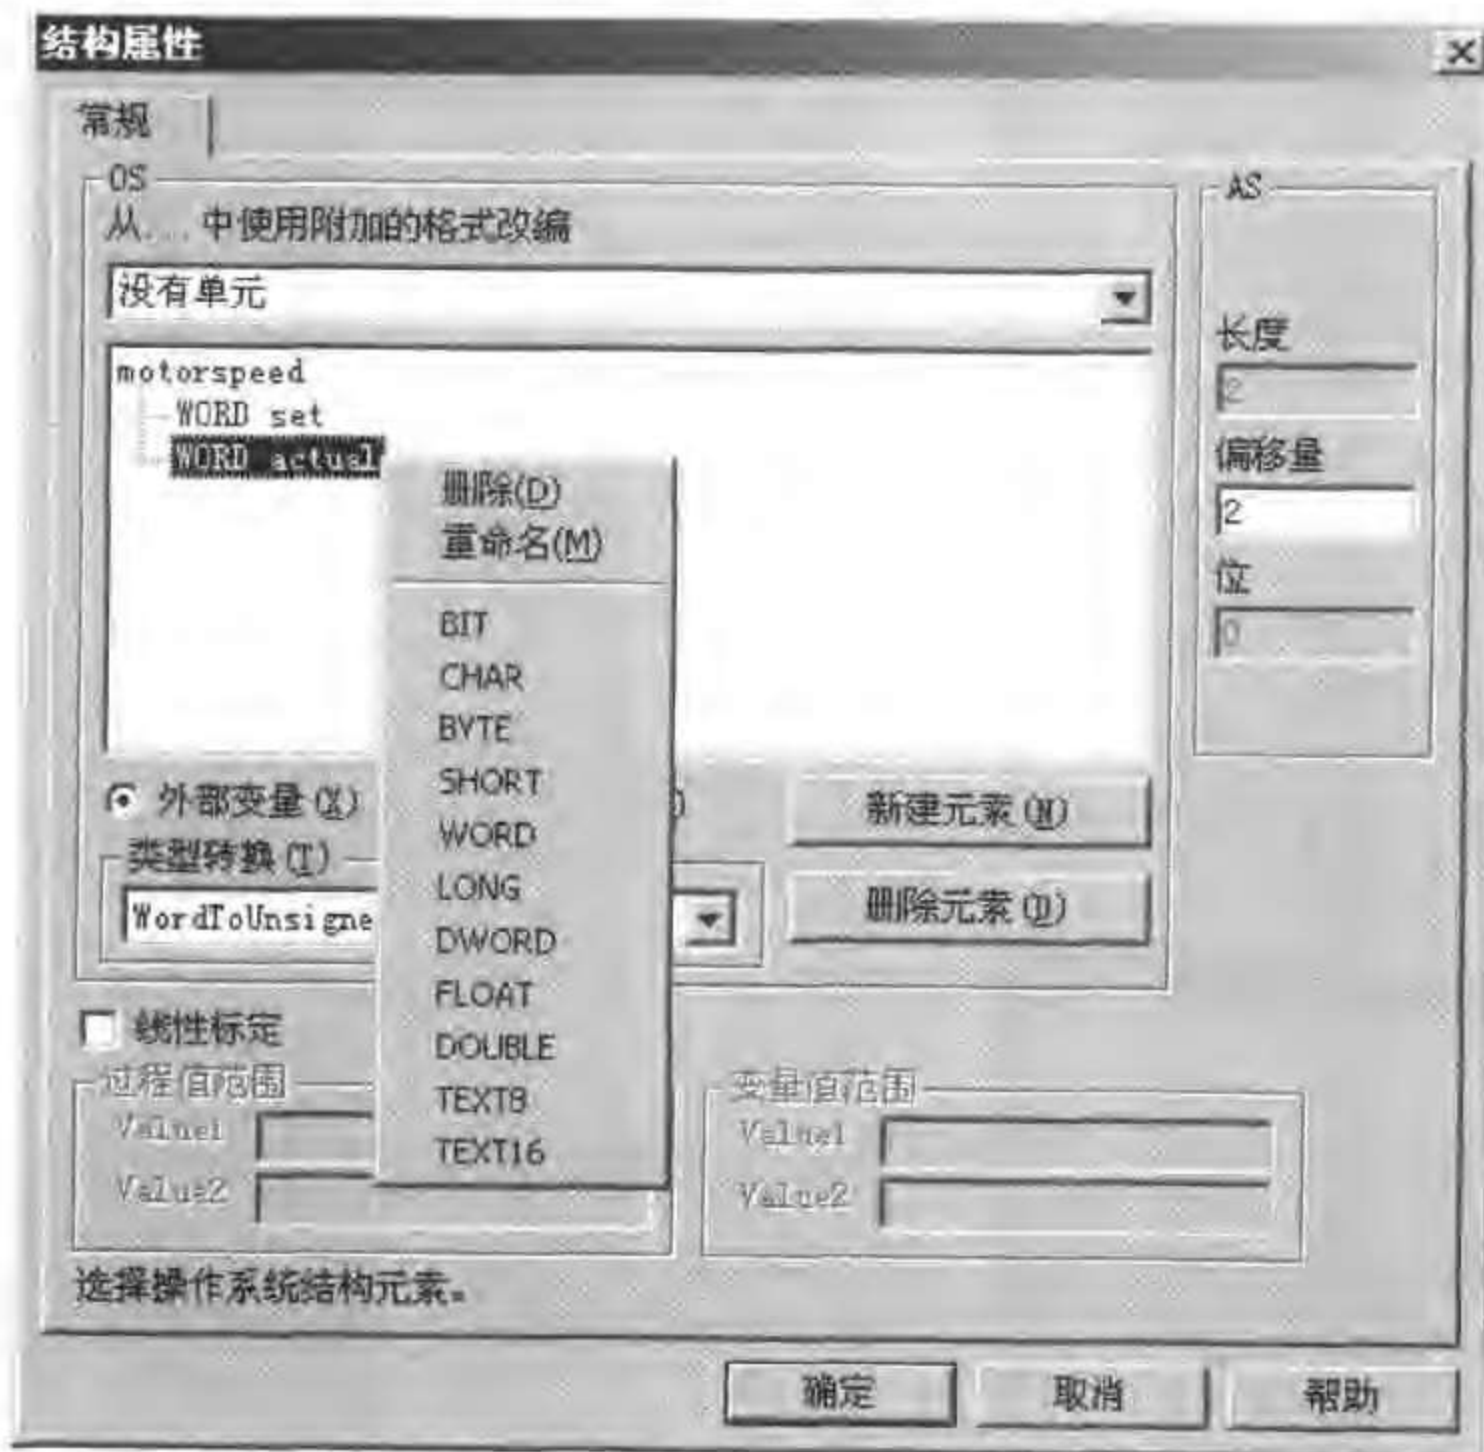 结构属性
常规
OS
从.... 中使用附加的格式改编
没有单元
motorspeed
WORD set
WORD actual
删除(D)
重命名(M)
BIT
CHAR
BYTE
SHORT
WORD
LONG
DWORD
FLOAT
DOUBLE
TEXT8
TEXT16
外部变量(X)
新建元素(N)
类型转换(T)
WordToUnsigne
删除元素(D)
AS
长度
2
偏移量
2
位
0
线性标定
过程值范围
Value1
Value2
变量值范围
Value1
Value2
选择操作系统结构元素。
确定
取消
帮助